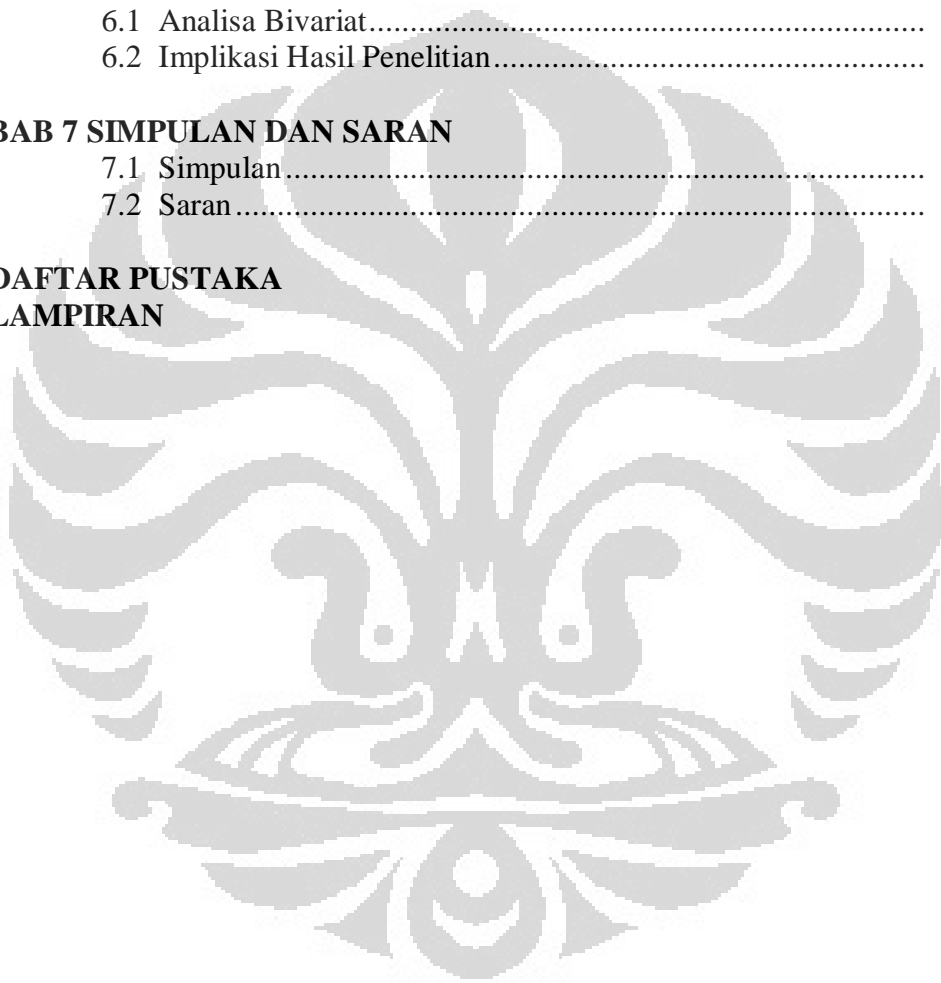 6.1 Analisa Bivariat...................................................................
6.2 Implikasi Hasil Penelitian....................................................
BAB 7 SIMPULAN DAN SARAN
7.1 Simpulan.............................................................................
7.2 Saran...................................................................................
DAFTAR PUSTAKA
LAMPIRAN